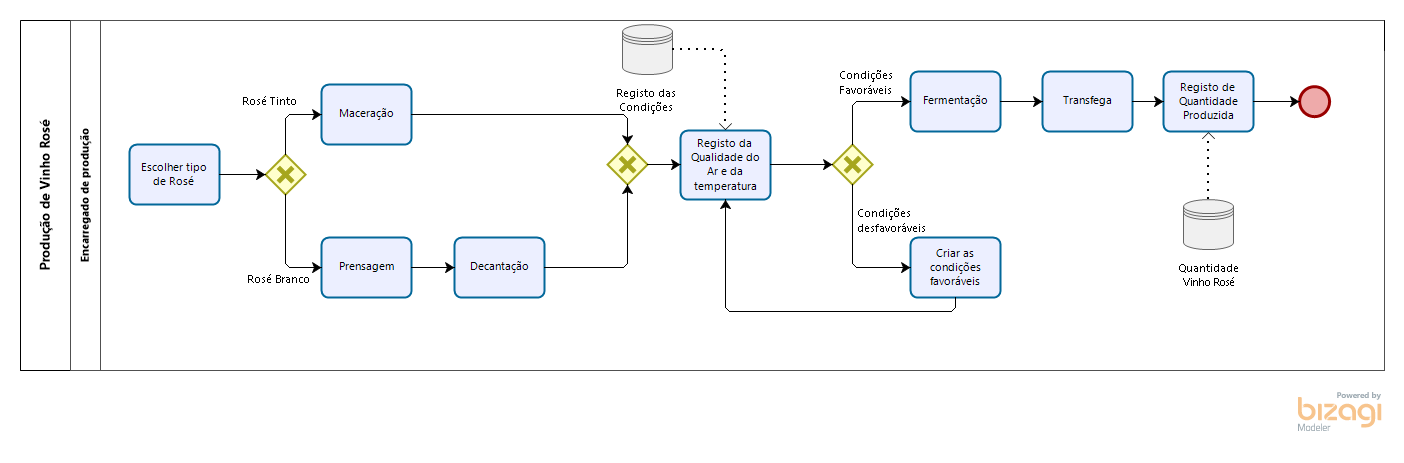 Produção de Vinho Rosé
Encarregado de produção
Escolher tipo
de Rosé
Rosé Tinto
Maceração
Rosé Branco
Prensagem
Decantação
Registo das
Condições
Registo da
Qualidade do
Ar e da
temperatura
Condições
Favoráveis
Fermentação
Transfega
Registo de
Quantidade
Produzida
Condições
desfavoráveis
Criar as
condições
favoráveis
Quantidade
Vinho Rosé
Powered by
bizagi
Modeler